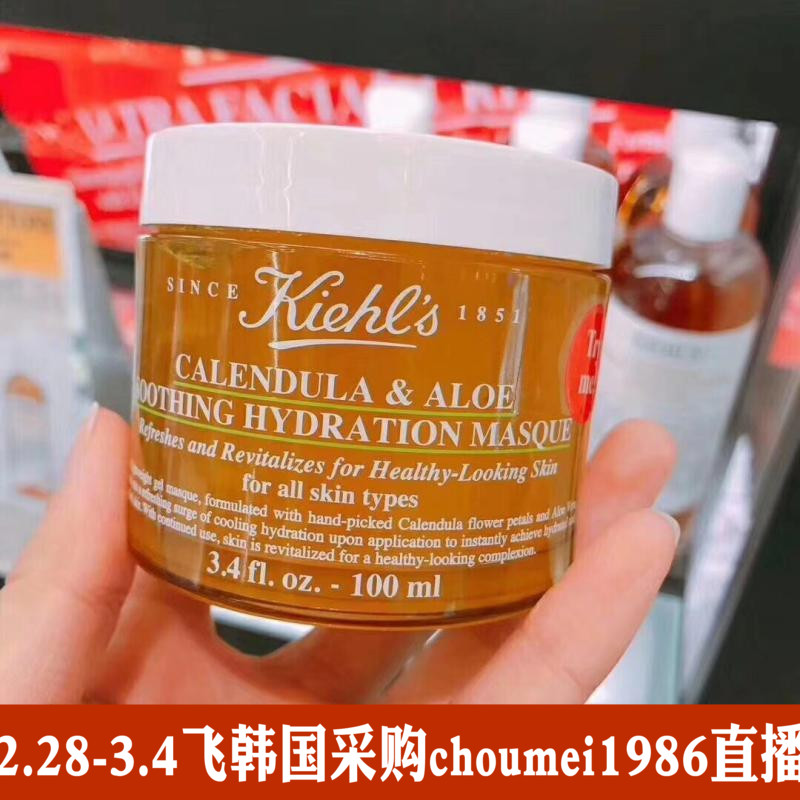 SINCE Kiehl's 1851
CALENDULA & ALOE
SOOTHING HYDRATION MASQUE
Refreshes and Revitalizes for Healthy-Looking Skin
for all skin types
gel masque, formulated with hand-picked Calendula flower petals and Aloe
refreshing surge of cooling hydration upon application to instantly achieve
With continued use, skin is revitalized for a healthy-looking complexion.
3.4 fl. oz. - 100 ml
Try
me
2.28-3.4飞韩国采购choumei1986直播